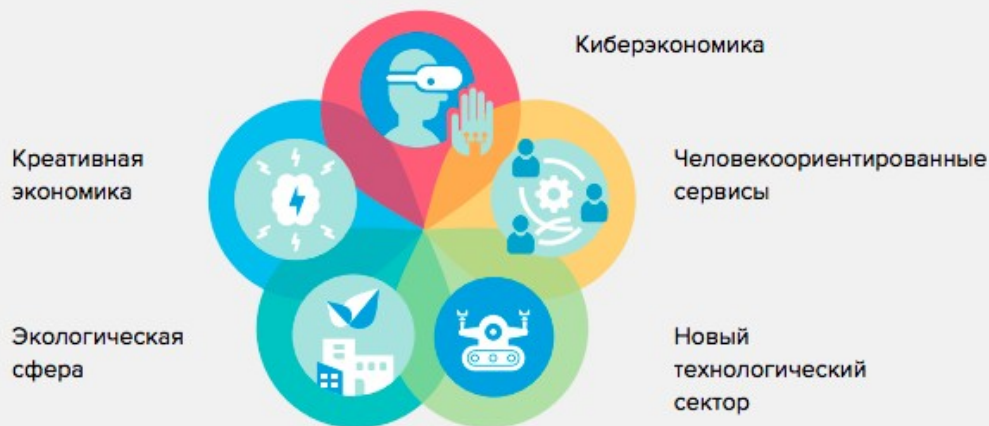 Киберэкономика
Креативная
экономика
Человекоориентированные
сервисы
Экологическая
сфера
Новый
технологический
сектор